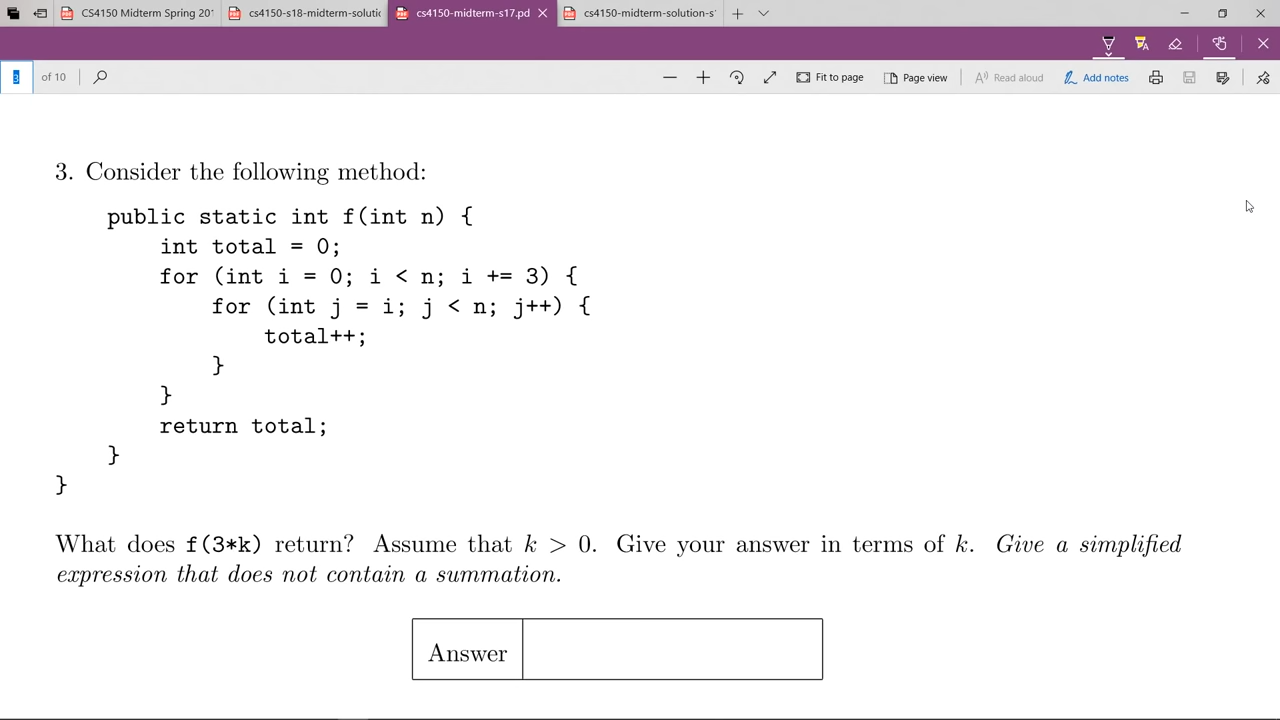 CS4150 Midterm Spring 201
cs4150-s18-midterm-solutio
cs4150-midterm-s17.pd
cs4150-midterm-solution-s1
3 of 10
Fit to page
Page view
Read aloud
Add notes
3. Consider the following method:
public static int f(int n) {
int total = 0;
for (int i = 0; i < n; i += 3) {
for (int j = i; j < n; j++) {
total++;
}
}
return total;
}
}
What does f(3*k) return? Assume that k > 0. Give your answer in terms of k. Give a simplified
expression that does not contain a summation.
Answer